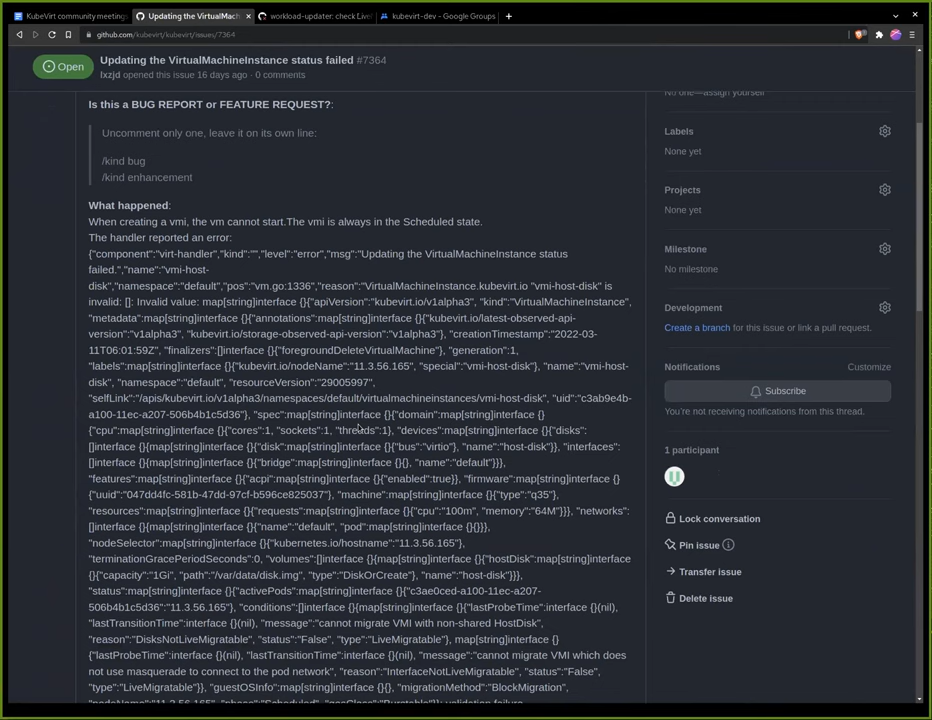 KubeVirt community meeting
Updating the VirtualMach
workload-updater: check Live
kubevirt-dev - Google Groups
github.com/kubevirt/kubevirt/issues/7364
Open
Updating the VirtualMachineInstance status failed #7364
lxzjd opened this issue 16 days ago · 0 comments
Is this a BUG REPORT or FEATURE REQUEST?:
Uncomment only one, leave it on its own line:
/kind bug
/kind enhancement
What happened:
When creating a vmi, the vm cannot start.The vmi is always in the Scheduled state.
The handler reported an error:
{"component":"virt-handler","kind":"","level":"error","msg":"Updating the VirtualMachineInstance status
failed.","name":"vmi-host-
disk","namespace":"default","pos":"vm.go:1336","reason":"VirtualMachineInstance.kubevirt.io "vmi-host-disk" is
invalid: []: Invalid value: map[string]interface {}{"apiVersion":"kubevirt.io/v1alpha3", "kind":"VirtualMachineInstance",
"metadata":map[string]interface {}{"annotations":map[string]interface {}{"kubevirt.io/latest-observed-api-
version":"v1alpha3", "kubevirt.io/storage-observed-api-version":"v1alpha3"}, "creationTimestamp":"2022-03-
11T06:01:59Z", "finalizers":[]interface {}{"foregroundDeleteVirtualMachine"}, "generation":1,
"labels":map[string]interface {}{"kubevirt.io/nodeName":"11.3.56.165", "special":"vmi-host-disk"}, "name":"vmi-host-
disk", "namespace":"default", "resourceVersion":"29005997",
"selfLink":"/apis/kubevirt.io/v1alpha3/namespaces/default/virtualmachineinstances/vmi-host-disk", "uid":"c3ab9e4b-
a100-11ec-a207-506b4b1c5d36"}, "spec":map[string]interface {}{"domain":map[string]interface {}
{"cpu":map[string]interface {}{"cores":1, "sockets":1, "threads":1}, "devices":map[string]interface {}{"disks":
[]interface {}{map[string]interface {}{"disk":map[string]interface {}{"bus":"virtio"}, "name":"host-disk"}}, "interfaces":
[]interface {}{map[string]interface {}{"bridge":map[string]interface {}{}, "name":"default"}}},
"features":map[string]interface {}{"acpi":map[string]interface {}{"enabled":true}}, "firmware":map[string]interface {}
{"uuid":"047dd4fc-581b-47dd-97cf-b596ce825037"}, "machine":map[string]interface {}{"type":"q35"},
"resources":map[string]interface {}{"requests":map[string]interface {}{"cpu":"100m", "memory":"64M"}}}, "networks":
[]interface {}{map[string]interface {}{"name":"default", "pod":map[string]interface {}{}}},
"nodeSelector":map[string]interface {}{"kubernetes.io/hostname":"11.3.56.165"},
"terminationGracePeriodSeconds":0, "volumes":[]interface {}{map[string]interface {}{"hostDisk":map[string]interface
{}{"capacity":"1Gi", "path":"/var/data/disk.img", "type":"DiskOrCreate"}, "name":"host-disk"}}},
"status":map[string]interface {}{"activePods":map[string]interface {}{"c3ae0ced-a100-11ec-a207-
506b4b1c5d36":"11.3.56.165"}, "conditions":[]interface {}{map[string]interface {}{"lastProbeTime":interface {}(nil),
"lastTransitionTime":interface {}(nil), "message":"cannot migrate VMI with non-shared HostDisk",
"reason":"DisksNotLiveMigratable", "status":"False", "type":"LiveMigratable"}, map[string]interface {}
{"lastProbeTime":interface {}(nil), "lastTransitionTime":interface {}(nil), "message":"cannot migrate VMI which does
not use masquerade to connect to the pod network", "reason":"InterfaceNotLiveMigratable", "status":"False",
"type":"LiveMigratable"}}, "guestOSInfo":map[string]interface {}{}, "migrationMethod":"BlockMigration",
"nodeName":"11.3.56.165", "phase":"Scheduled", "qosClass":"Burstable"}}: validation failure
No one—assign yourself
Labels
None yet
Projects
None yet
Milestone
No milestone
Development
Create a branch for this issue or link a pull request.
Notifications
Customize
Subscribe
You're not receiving notifications from this thread.
1 participant
Lock conversation
Pin issue
Transfer issue
Delete issue